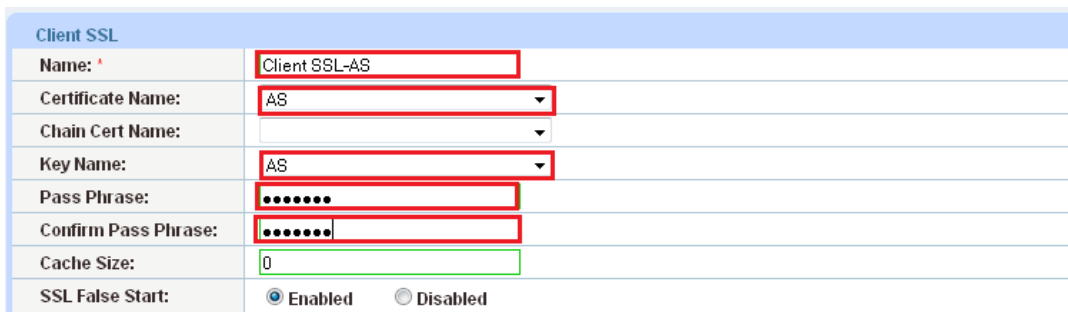 Client SSL
Name: * Client SSL-AS
Certificate Name: AS
Chain Cert Name:
Key Name: AS
Pass Phrase: •••••••
Confirm Pass Phrase: •••••••
Cache Size: 0
SSL False Start: Enabled Disabled